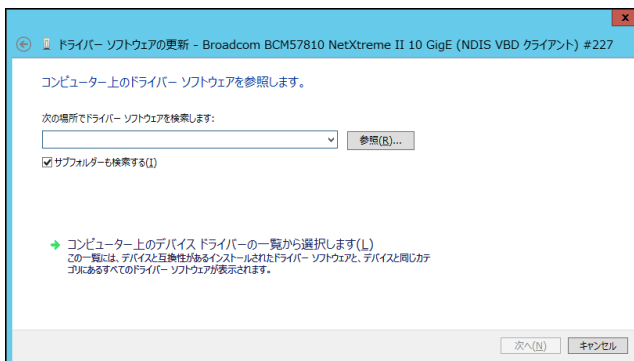 ドライバー ソフトウェアの更新 - Broadcom BCM57810 NetXtreme II 10 GigE (NDIS VBD クライアント) #227
コンピューター上のドライバー ソフトウェアを参照します。
次の場所でドライバー ソフトウェアを検索します:
参照(R)...
サブフォルダーも検索する(I)
コンピューター上のデバイス ドライバーの一覧から選択します(L)
この一覧には、デバイスと互換性があるインストールされたドライバー ソフトウェアと、デバイスと同じカテ
ゴリにあるすべてのドライバー ソフトウェアが表示されます。
次へ(N) キャンセル